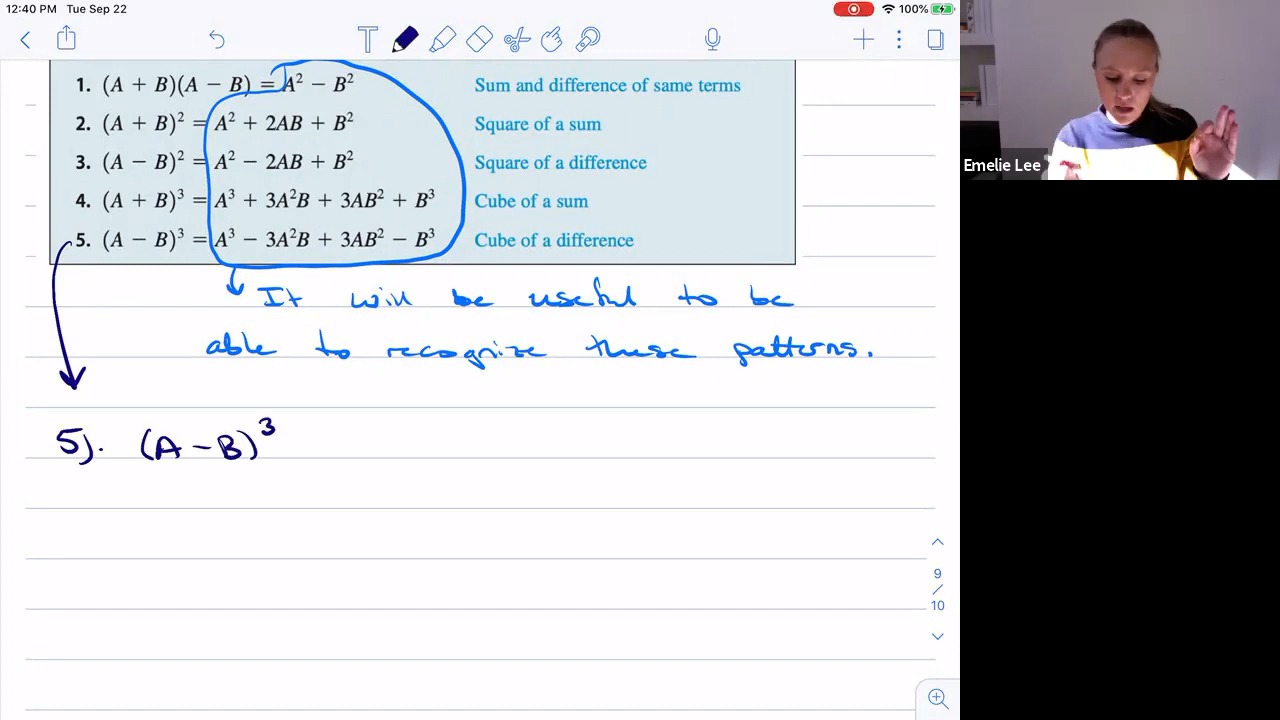 12:40 PM Tue Sep 22
100%
1. (A + B)(A − B) = A² − B² Sum and difference of same terms
2. (A + B)² = A² + 2AB + B² Square of a sum
3. (A − B)² = A² − 2AB + B² Square of a difference
4. (A + B)³ = A³ + 3A²B + 3AB² + B³ Cube of a sum
5. (A − B)³ = A³ − 3A²B + 3AB² − B³ Cube of a difference
It will be useful to be
able to recognize these patterns.
5). (A − B)³
9
/
10
Emelie Lee